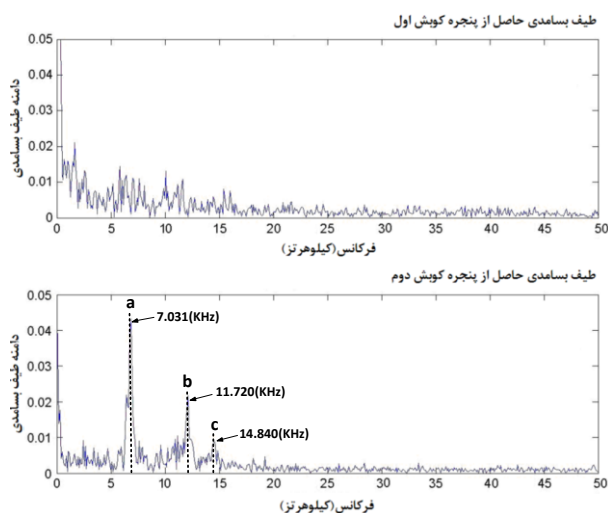 طیف بسامدی حاصل از پنجره کوبش اول
0.05
0.04
0.03
0.02
0.01
0
دامنه طیف بسامدی
0 5 10 15 20 25 30 35 40 45 50
فرکانس(کیلوهرتز)
طیف بسامدی حاصل از پنجره کوبش دوم
0.05
0.04
0.03
0.02
0.01
0
دامنه طیف بسامدی
a
7.031(KHz)
b
11.720(KHz)
c
14.840(KHz)
0 5 10 15 20 25 30 35 40 45 50
فرکانس(کیلوهرتز)